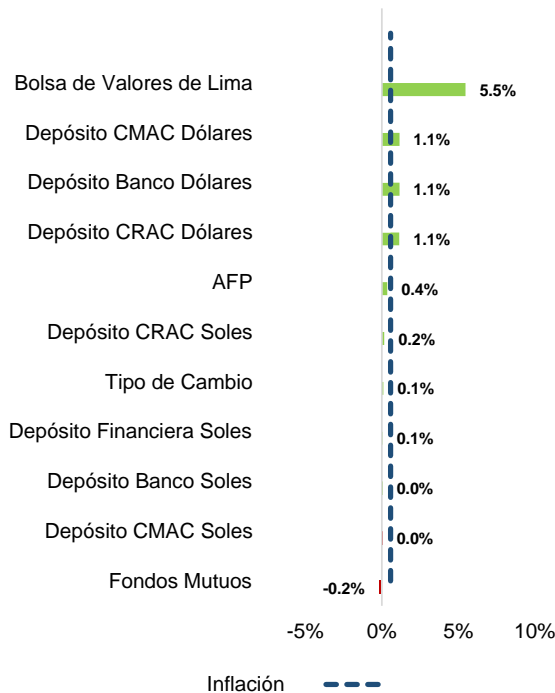 Bolsa de Valores de Lima 5.5%
Depósito CMAC Dólares 1.1%
Depósito Banco Dólares 1.1%
Depósito CRAC Dólares 1.1%
AFP 0.4%
Depósito CRAC Soles 0.2%
Tipo de Cambio 0.1%
Depósito Financiera Soles 0.1%
Depósito Banco Soles 0.0%
Depósito CMAC Soles 0.0%
Fondos Mutuos -0.2%
-5% 0% 5% 10%
Inflación